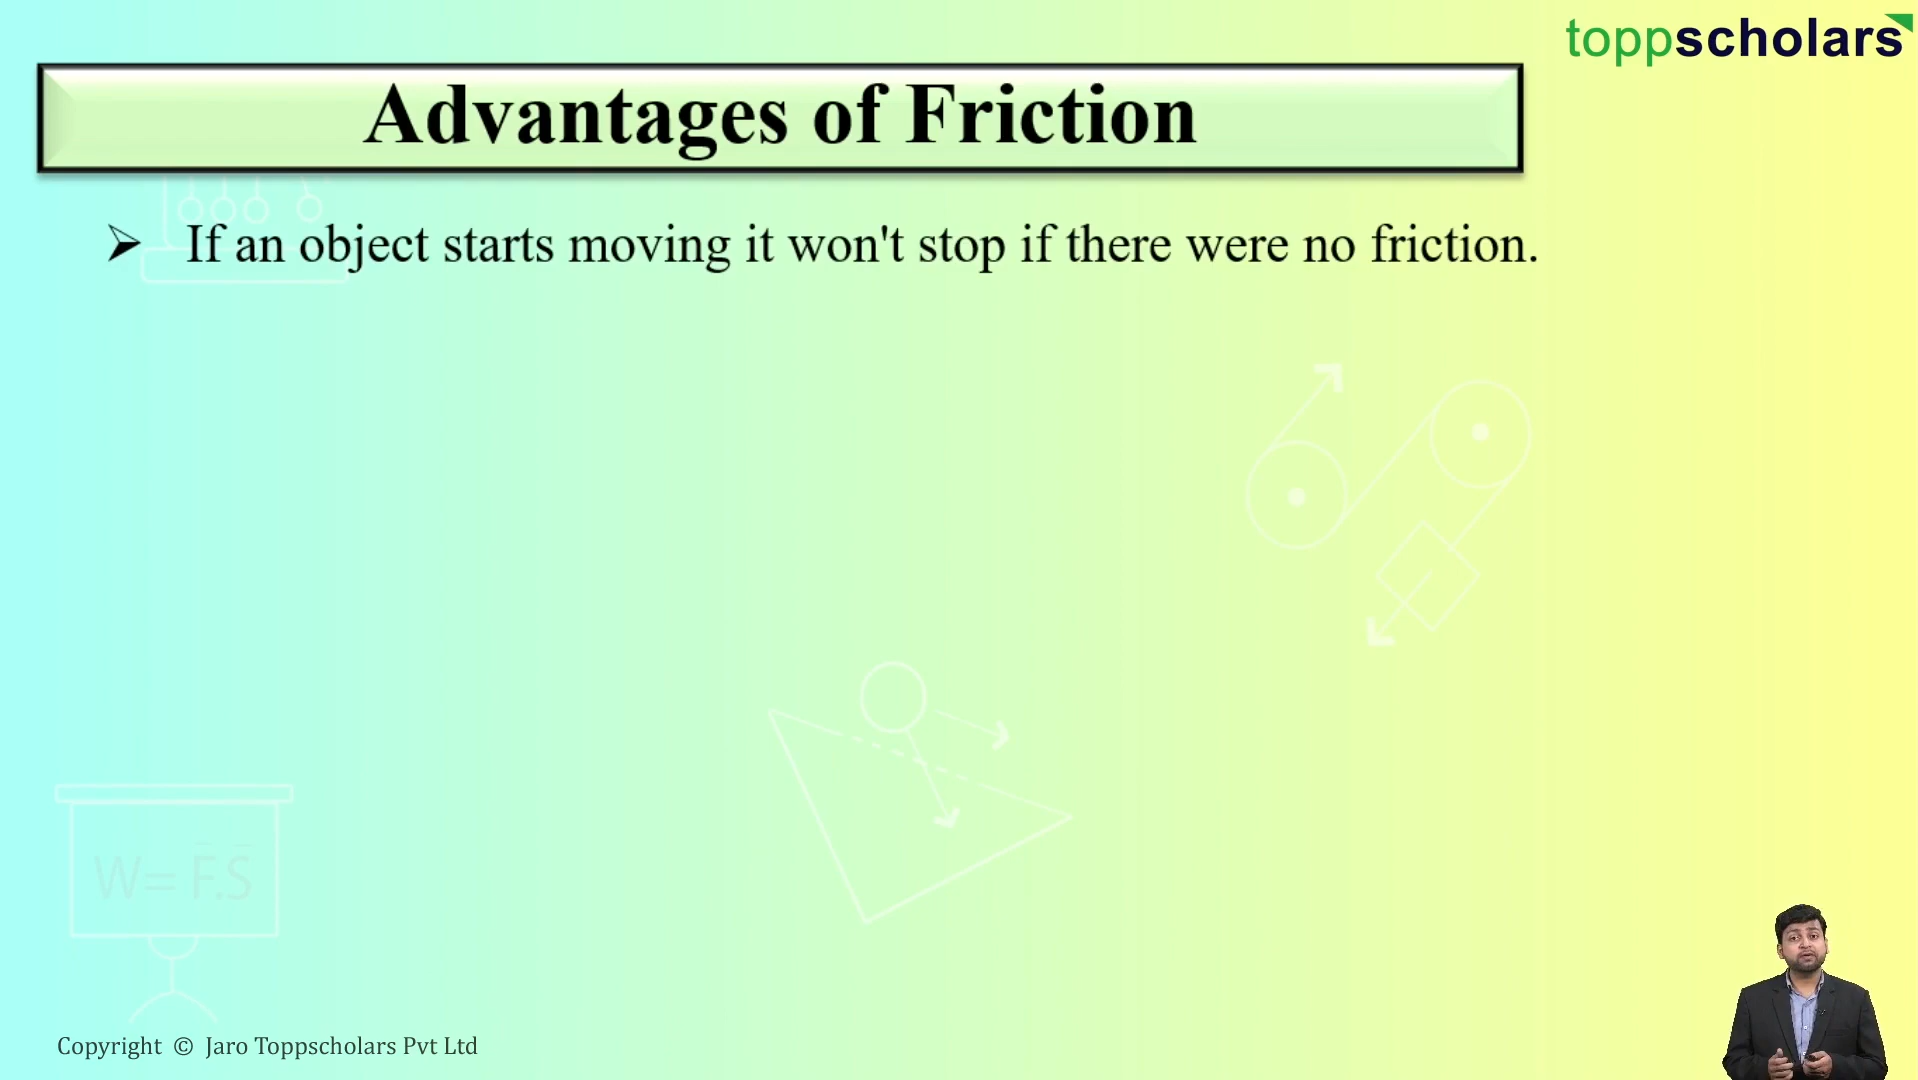 toppscholars
Advantages of Friction
➢ If an object starts moving it won't stop if there were no friction.
W= F̅.S̅
Copyright © Jaro Toppscholars Pvt Ltd